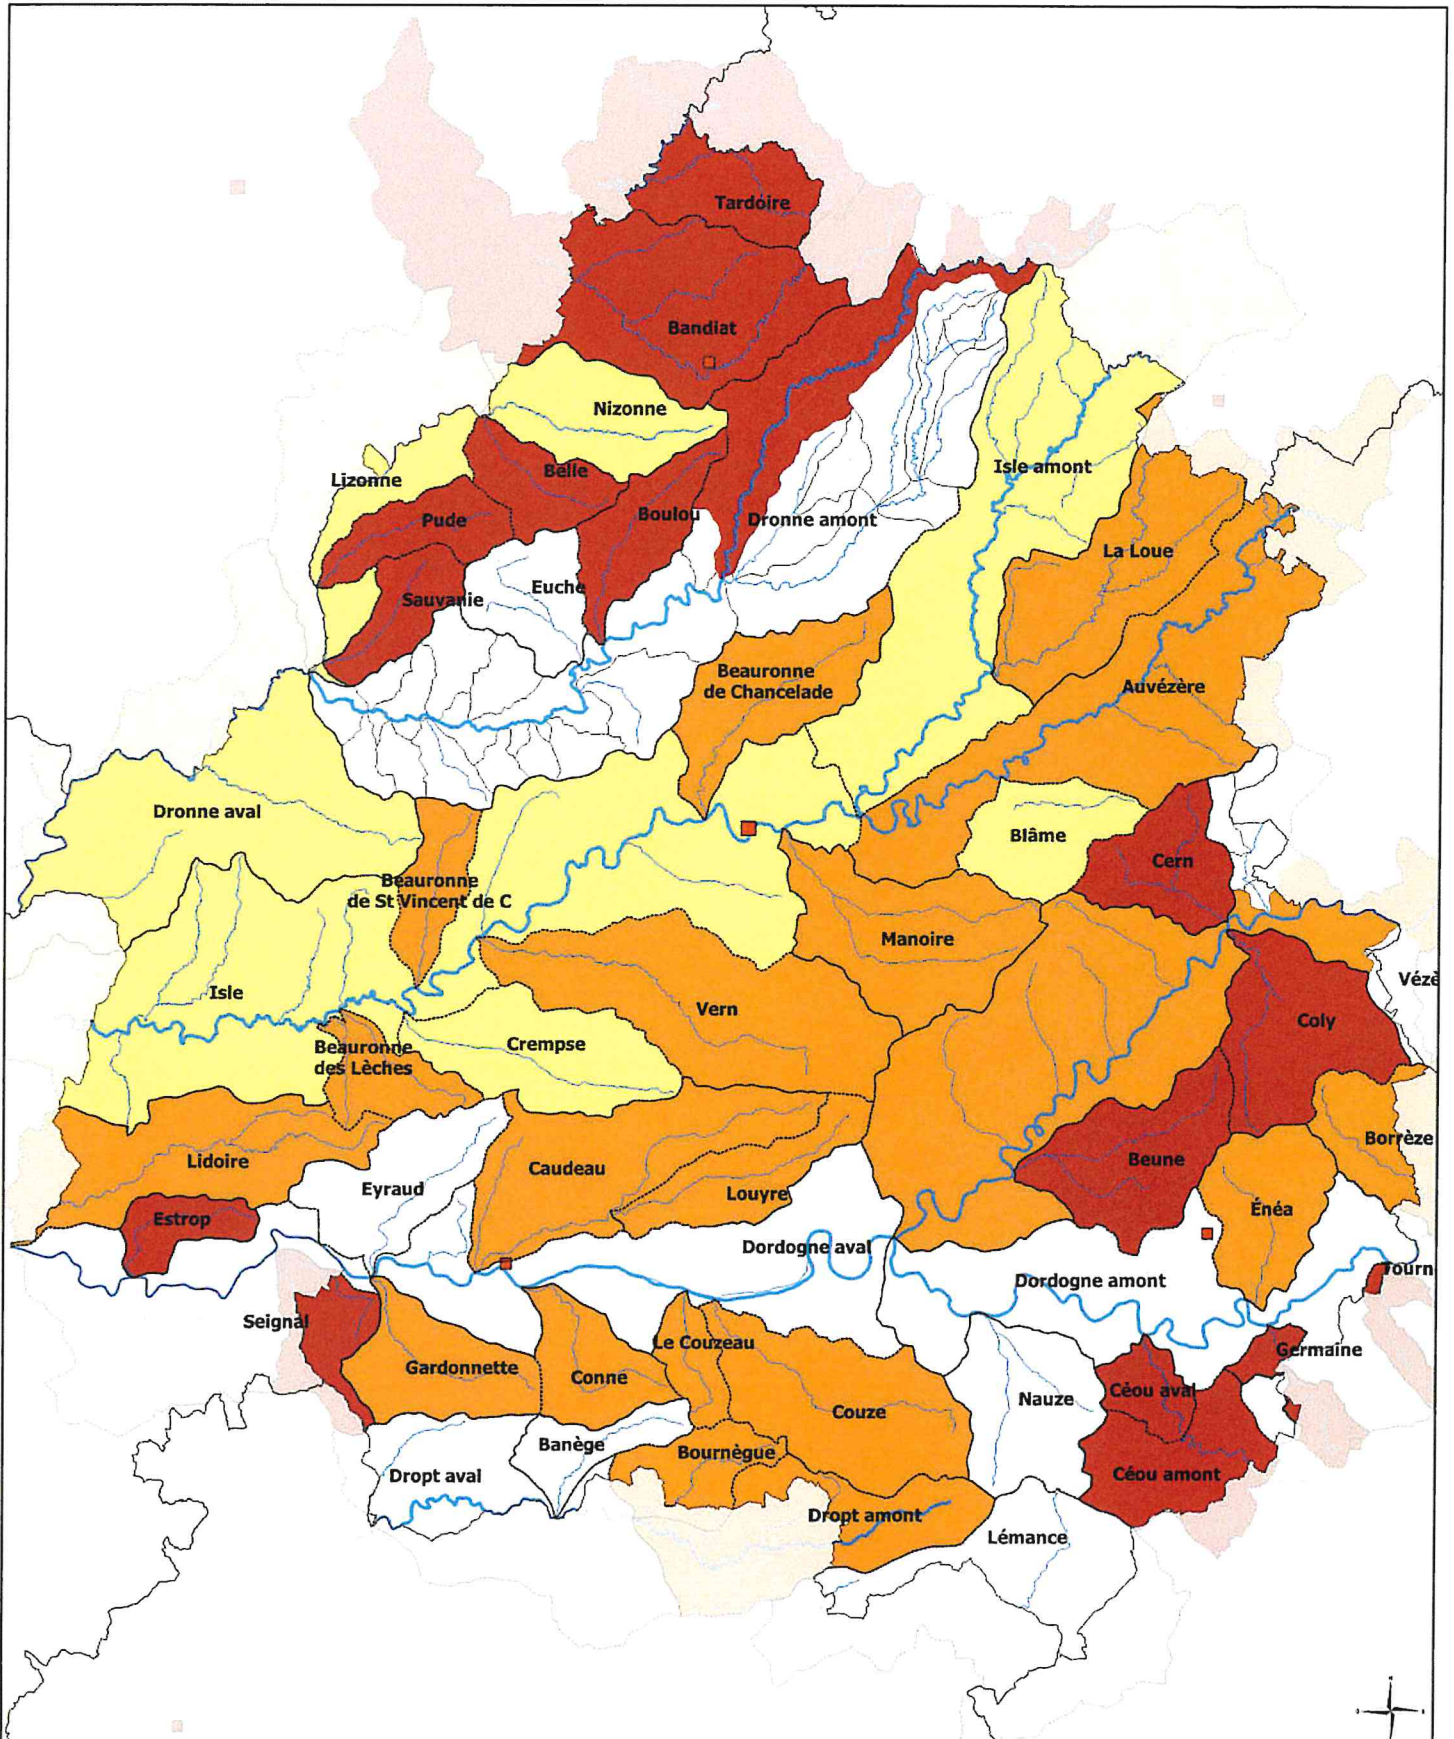 Tardoire
Bandiat
Nizonne
Lizonne
Belle
Isle amont
Pude
Boulou
Dronne amont
La Loue
Euche
Sauvanie
Beauronne
de Chancelade
Auvézère
Dronne aval
Blâme
Cern
Beauronne
de St Vincent de C
Manoire
Vézè
Isle
Vern
Coly
Beauronne
des Lèches
Crempse
Borrèze
Lidoire
Caudeau
Beune
Eyraud
Louyre
Énéa
Estrop
Dordogne aval
Dordogne amont
Tourn
Seignal
Le Couzeau
Germaine
Gardonnette
Conne
Céou aval
Nauze
Couze
Banège
Bournègue
Dropt aval
Céou amont
Dropt amont
Lémance